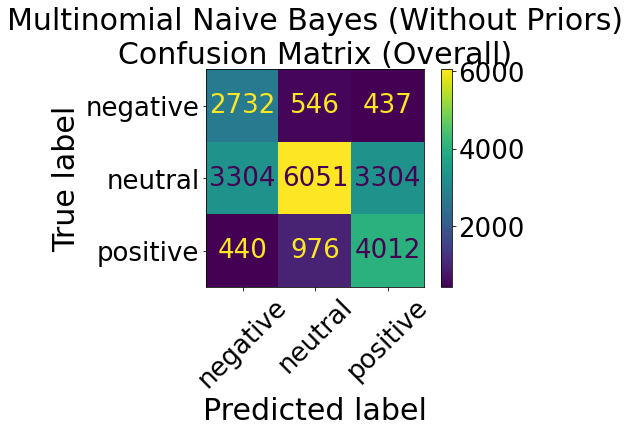 Multinomial Naive Bayes (Without Priors)
Confusion Matrix (Overall)
True label
negative 2732 546 437
neutral 3304 6051 3304
positive 440 976 4012
6000
4000
2000
negative neutral positive
Predicted label